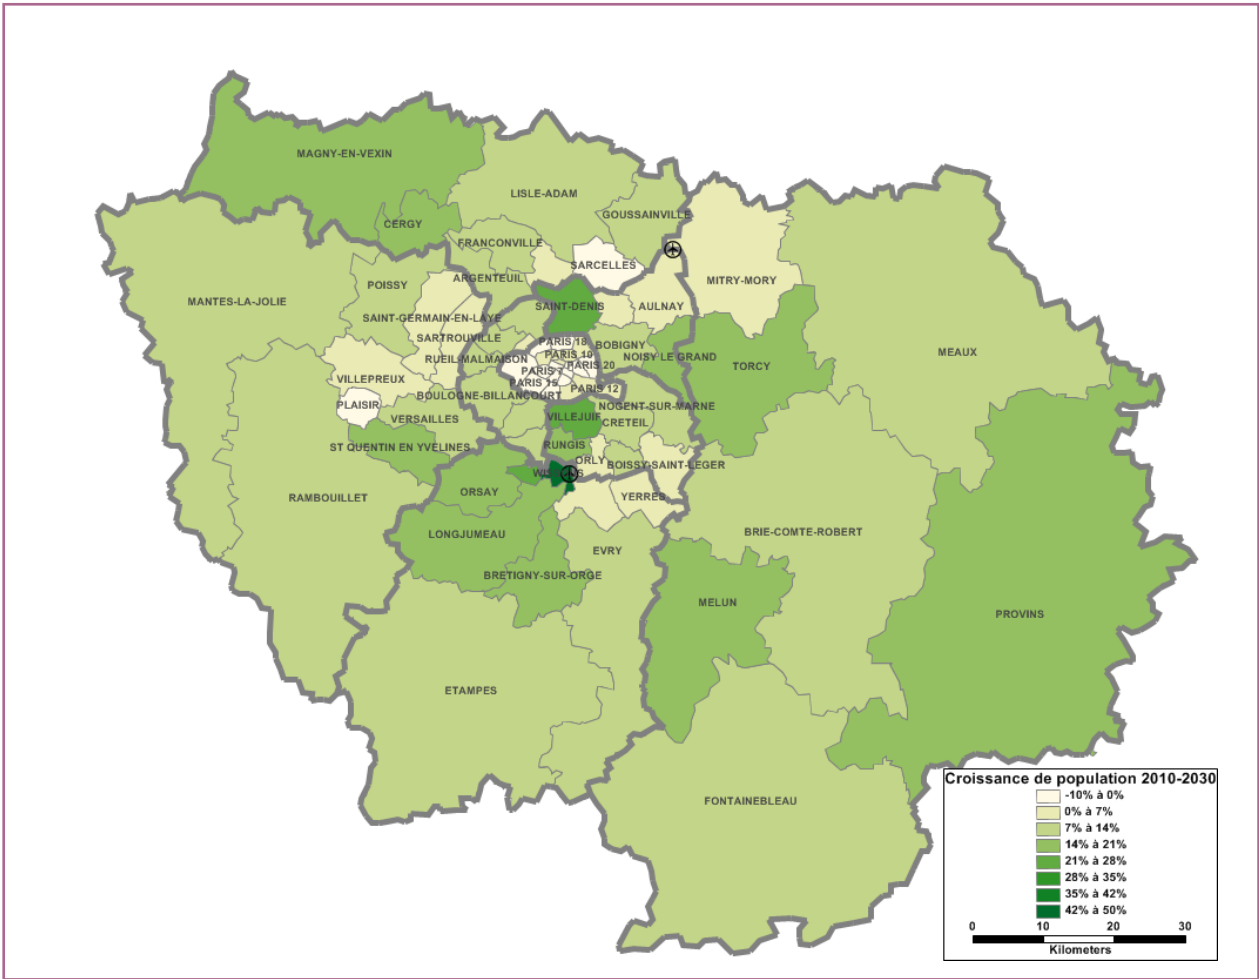 MAGNY-EN-VEXIN
LISLE-ADAM
GOUSSAINVILLE
CERGY
FRANCONVILLE
SARCELLES
ARGENTEUIL
MITRY-MORY
POISSY
MANTES-LA-JOLIE
SAINT-DENIS
AULNAY
SAINT-GERMAIN-EN-LAYE
SARTROUVILLE
PARIS 18
BOBIGNY
PARIS 19
NOISY LE GRAND
RUEIL-MALMAISON
PARIS 20
TORCY
MEAUX
PARIS 7
VILLEPREUX
PARIS 15
PARIS 12
BOULOGNE-BILLANCOURT
PLAISIR
NOGENT-SUR-MARNE
VERSAILLES
VILLEJUIF
CRETEIL
ST QUENTIN EN YVELINES
RUNGIS
ORLY
BOISSY-SAINT-LEGER
ORSAY
RAMBOUILLET
YERRES
LONGJUMEAU
BRIE-COMTE-ROBERT
EVRY
BRETIGNY-SUR-ORGE
MELUN
PROVINS
ETAMPES
FONTAINEBLEAU
Croissance de population 2010-2030
-10% à 0%
0% à 7%
7% à 14%
14% à 21%
21% à 28%
28% à 35%
35% à 42%
42% à 50%
0 10 20 30
Kilometers